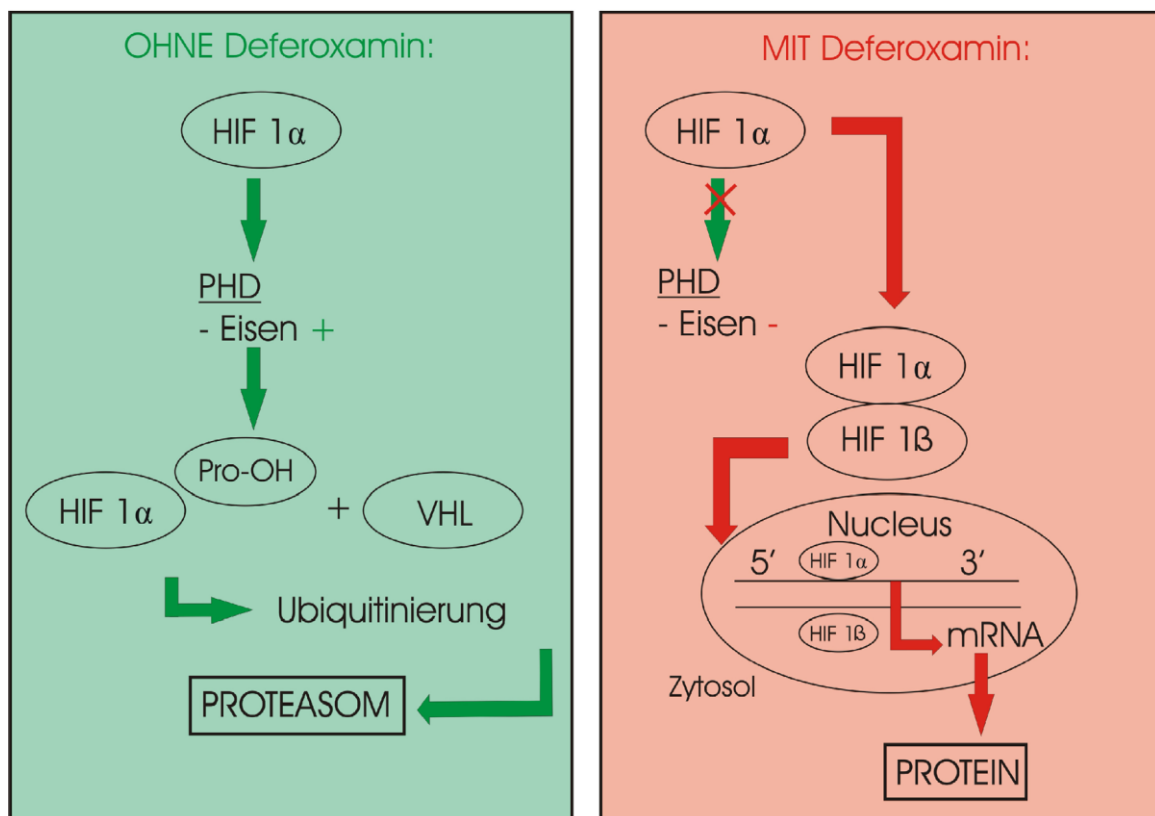 OHNE Deferoxamin:
HIF 1α
PHD
- Eisen +
Pro-OH
HIF 1α
+
VHL
Ubiquitinierung
PROTEASOM
MIT Deferoxamin:
HIF 1α
PHD
- Eisen -
HIF 1α
HIF 1ß
Nucleus
5’ HIF 1α 3’
HIF 1ß
mRNA
Zytosol
PROTEIN